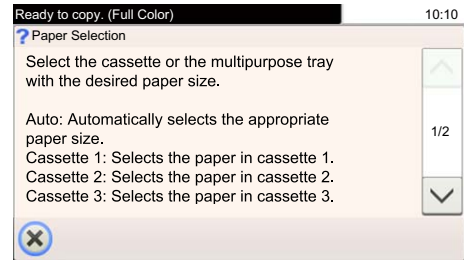 Ready to copy. (Full Color)
10:10
? Paper Selection
Select the cassette or the multipurpose tray
with the desired paper size.
Auto: Automatically selects the appropriate
paper size.
Cassette 1: Selects the paper in cassette 1.
Cassette 2: Selects the paper in cassette 2.
Cassette 3: Selects the paper in cassette 3.
1/2